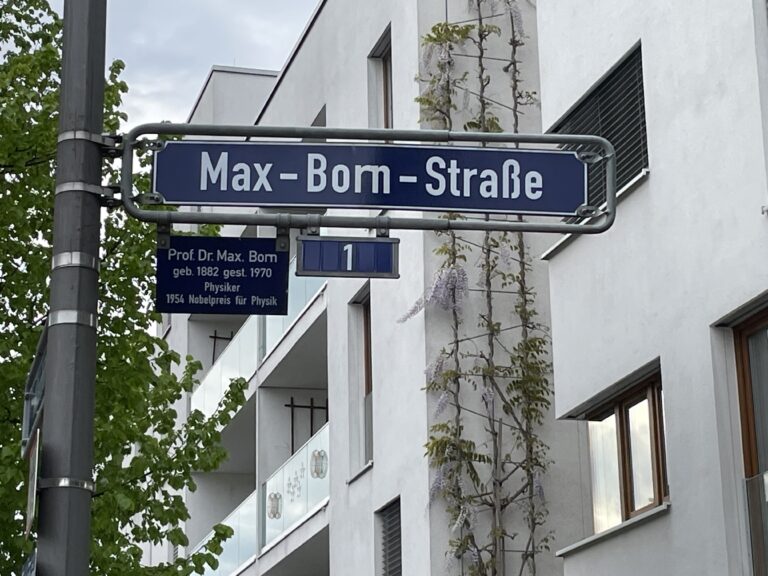 Max-Born-Straße
Prof. Dr. Max. Born
geb. 1882 gest. 1970
Physiker
1954 Nobelpreis für Physik
1